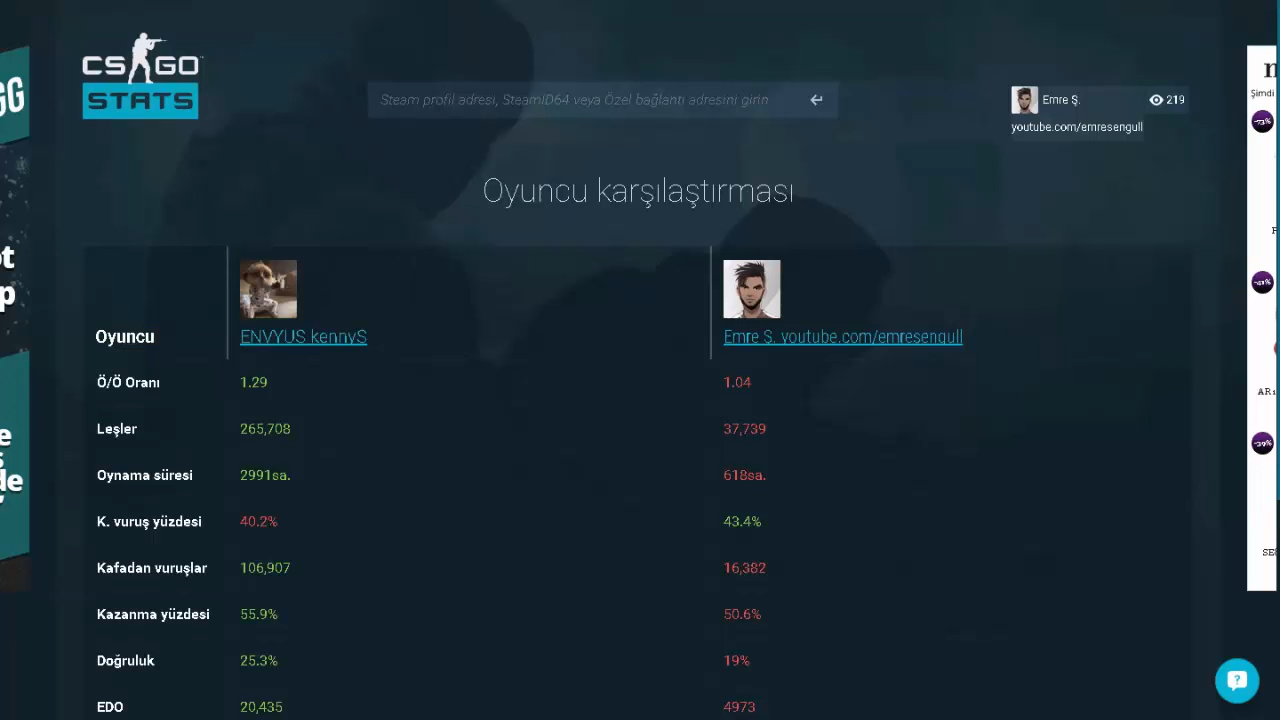 CS GO
STATS
Steam profil adresi, SteamID64 veya Özel bağlantı adresini girin
Emre Ş.
219
youtube.com/emresengull
Oyuncu karşılaştırması
Oyuncu
ENVYUS kennyS
Emre Ş. youtube.com/emresengull
Ö/Ö Oranı 1.29 1.04
Leşler 265,708 37,739
Oynama süresi 2991sa. 618sa.
K. vuruş yüzdesi 40.2% 43.4%
Kafadan vuruşlar 106,907 16,382
Kazanma yüzdesi 55.9% 50.6%
Doğruluk 25.3% 19%
EDO 20,435 4973
Şimdi